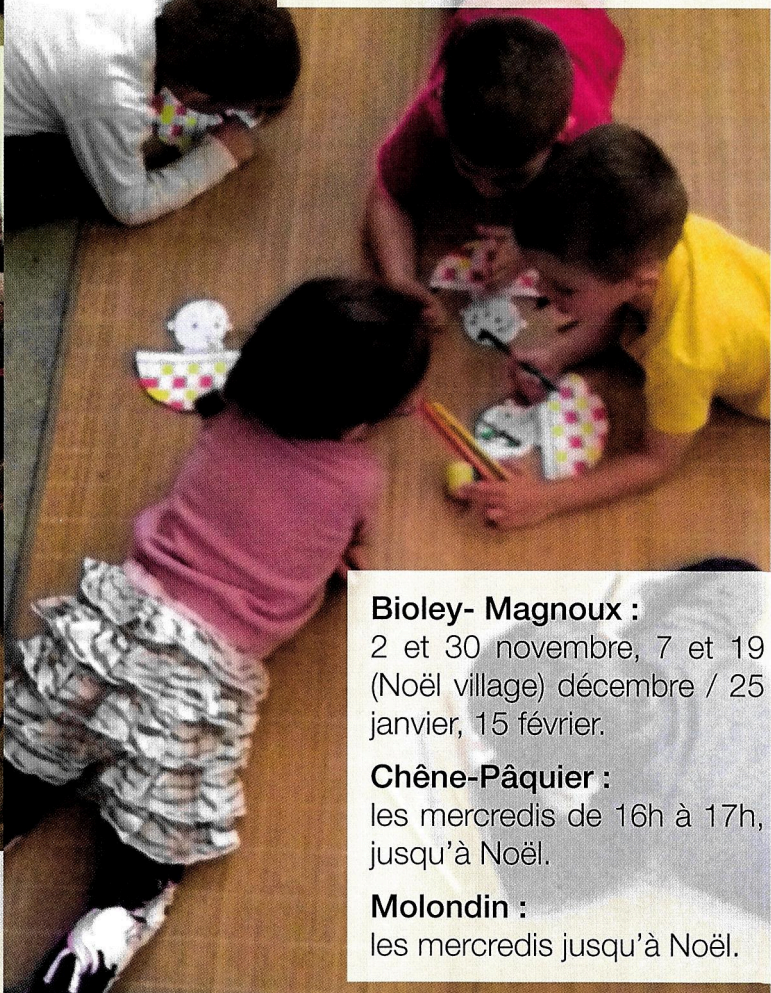 Bioley- Magnoux :
2 et 30 novembre, 7 et 19
(Noël village) décembre / 25
janvier, 15 février.
Chêne-Pâquier :
les mercredis de 16h à 17h,
jusqu'à Noël.
Molondin :
les mercredis jusqu'à Noël.